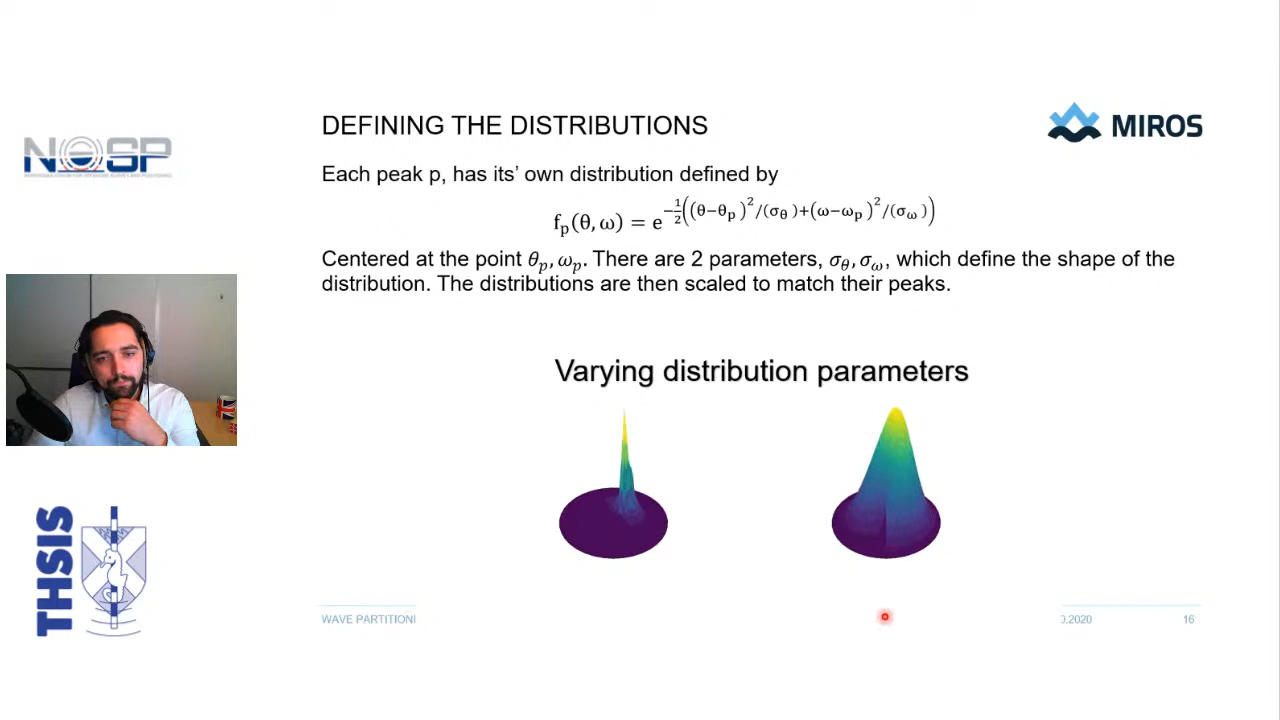 DEFINING THE DISTRIBUTIONS
MIROS
NOSP
Each peak p, has its' own distribution defined by
f_p(θ, ω) = e^{-1/2((θ-θ_p)^2/(σ_θ)+(ω-ω_p)^2/(σ_ω))}
Centered at the point θ_p, ω_p. There are 2 parameters, σ_θ, σ_ω, which define the shape of the
distribution. The distributions are then scaled to match their peaks.
Varying distribution parameters
THSIS
WAVE PARTITIONI
0.2020
16